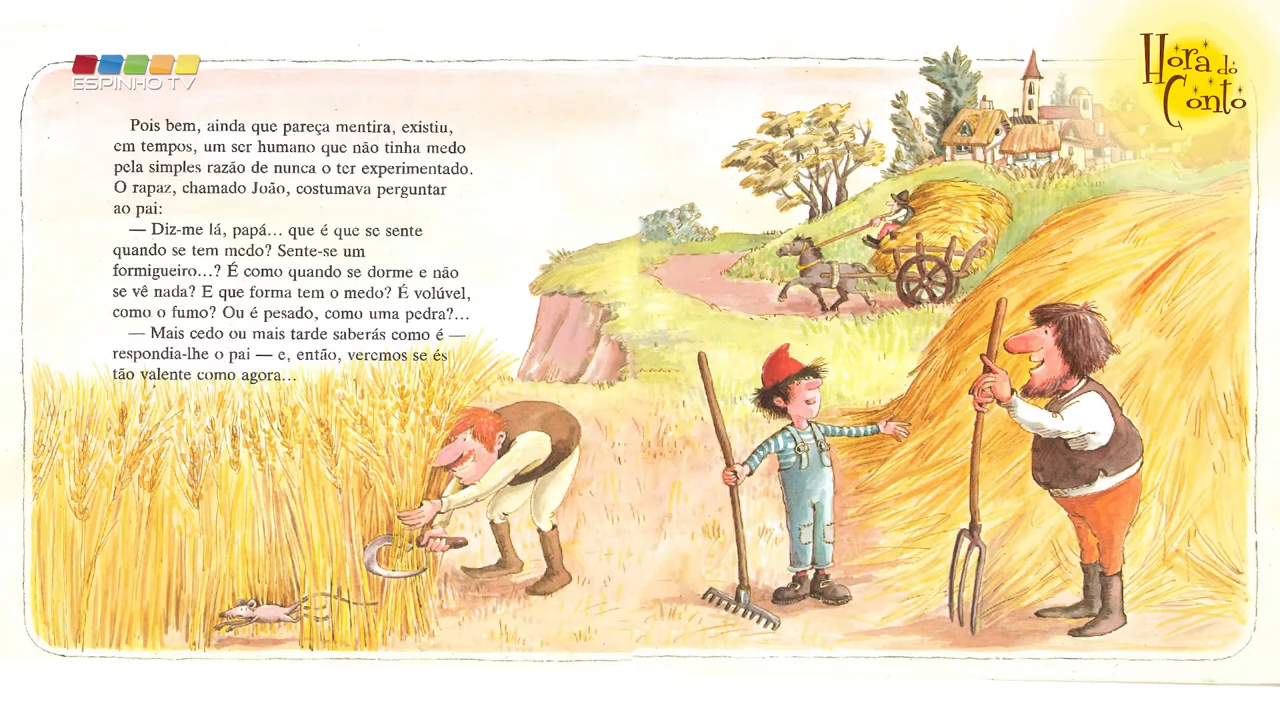 ESPINHO TV
Hora do
Conto
Pois bem, ainda que pareça mentira, existiu,
em tempos, um ser humano que não tinha medo
pela simples razão de nunca o ter experimentado.
O rapaz, chamado João, costumava perguntar
ao pai:
— Diz-me lá, papá... que é que se sente
quando se tem medo? Sente-se um
formigueiro...? É como quando se dorme e não
se vê nada? E que forma tem o medo? É volúvel,
como o fumo? Ou é pesado, como uma pedra?...
— Mais cedo ou mais tarde saberás como é —
respondia-lhe o pai — e, então, veremos se és
tão valente como agora...